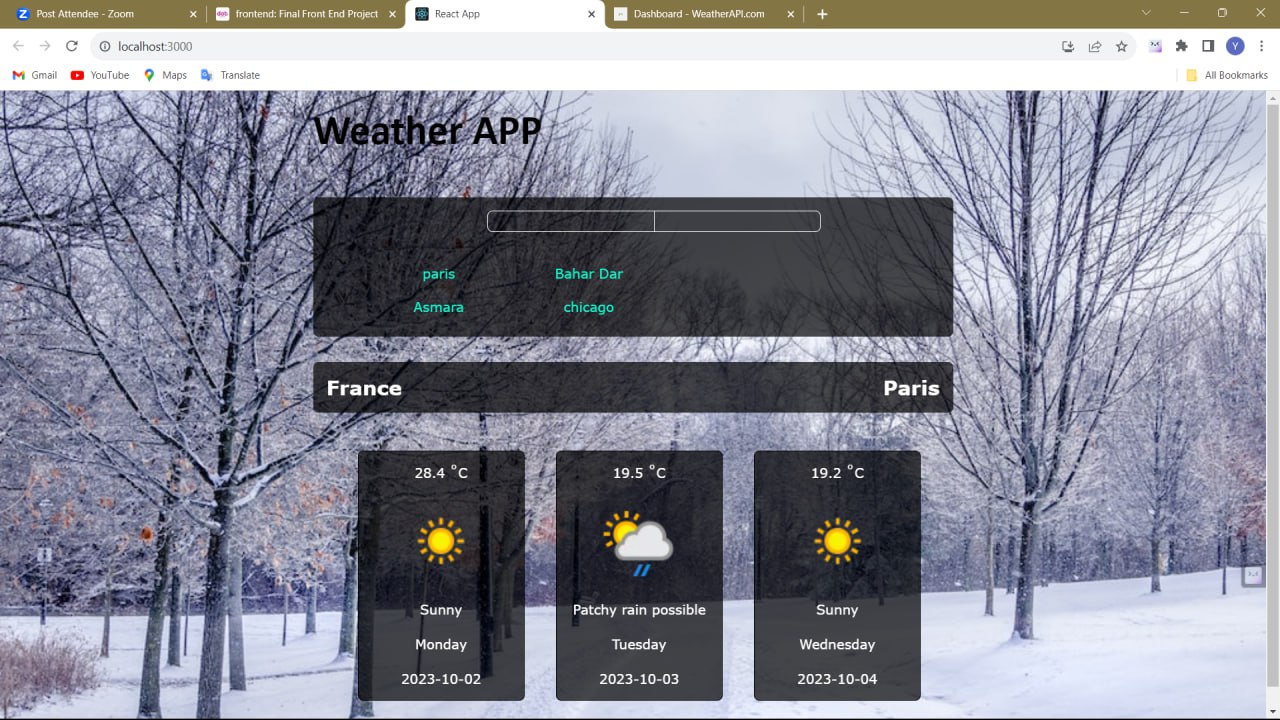 Post Attendee - Zoom
frontend: Final Front End Project
React App
Dashboard - WeatherAPI.com
localhost:3000
Y
Gmail
YouTube
Maps
Translate
All Bookmarks
Weather APP
paris
Bahar Dar
Asmara
chicago
France
Paris
28.4 °C
19.5 °C
19.2 °C
Sunny
Patchy rain possible
Sunny
Monday
Tuesday
Wednesday
2023-10-02
2023-10-03
2023-10-04